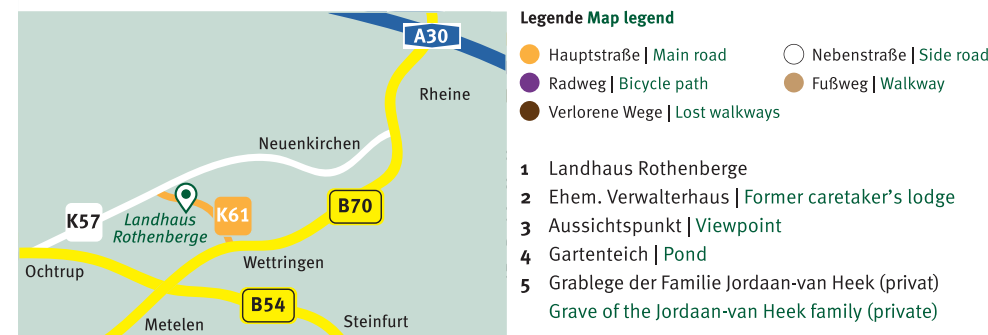 A30
Rheine
Neuenkirchen
B70
K57
K61
Landhaus
Rothenberge
Ochtrup
Wettringen
B54
Metelen
Steinfurt
Legende Map legend
Hauptstraße | Main road
Nebenstraße | Side road
Radweg | Bicycle path
Fußweg | Walkway
Verlorene Wege | Lost walkways
1 Landhaus Rothenberge
2 Ehem. Verwalterhaus | Former caretaker's lodge
3 Aussichtspunkt | Viewpoint
4 Gartenteich | Pond
5 Grablege der Familie Jordaan-van Heek (privat)
Grave of the Jordaan-van Heek family (private)